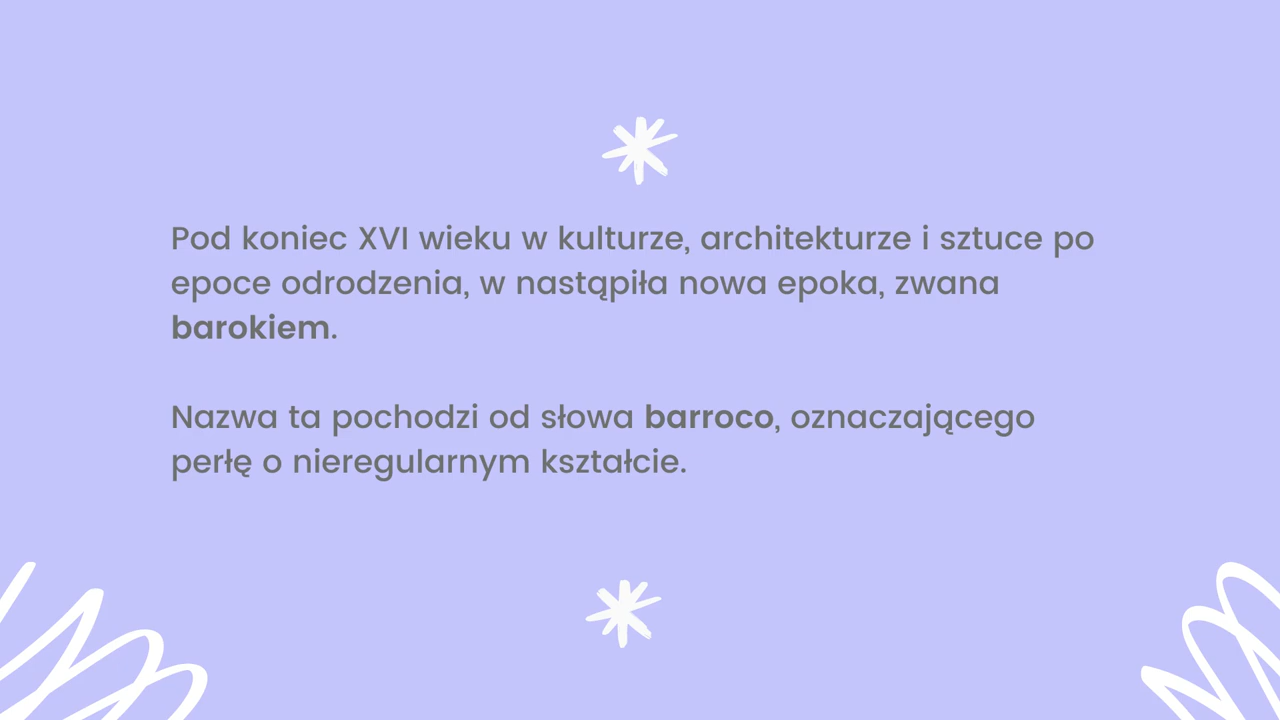 Pod koniec XVI wieku w kulturze, architekturze i sztuce po
epoce odrodzenia, w nastąpiła nowa epoka, zwana
barokiem.
Nazwa ta pochodzi od słowa barroco, oznaczającego
perłę o nieregularnym kształcie.